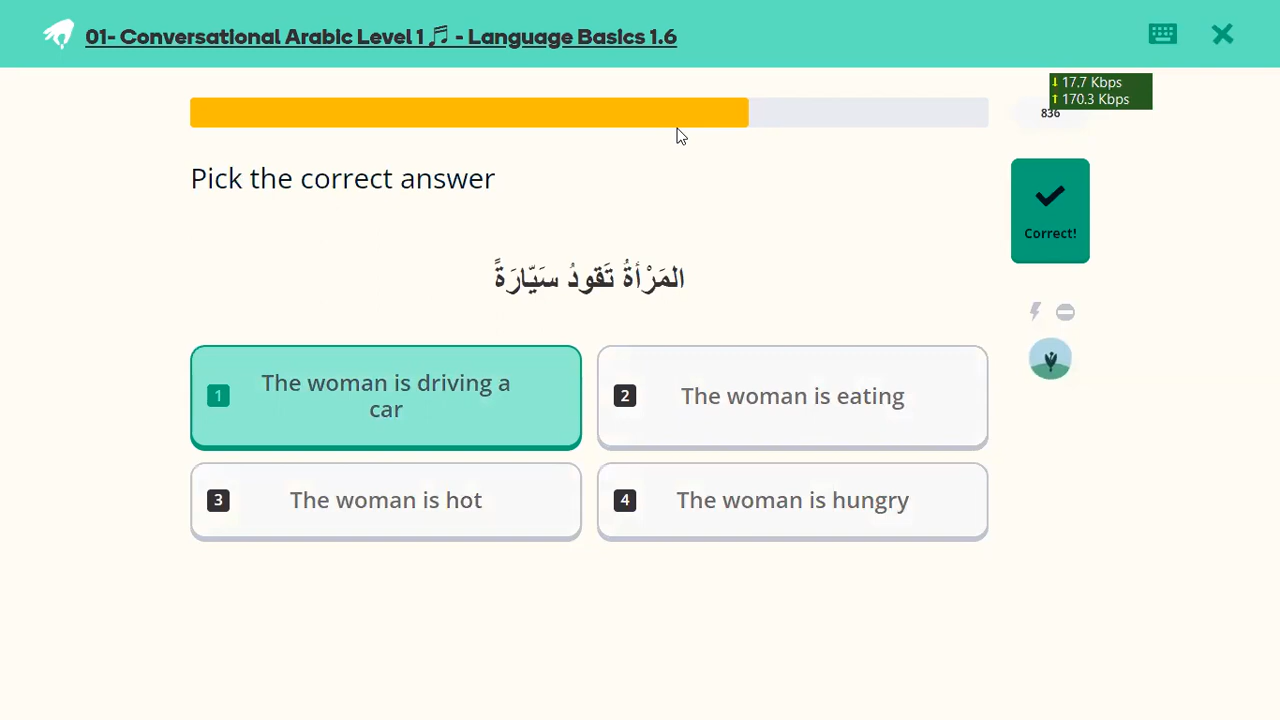 01- Conversational Arabic Level 1 🎵 - Language Basics 1.6
↓ 17.7 Kbps
↑ 170.3 Kbps
836
Pick the correct answer
Correct!
المَرْأةُ تَقودُ سَيّارَةً
1 The woman is driving a
car
2 The woman is eating
3 The woman is hot
4 The woman is hungry